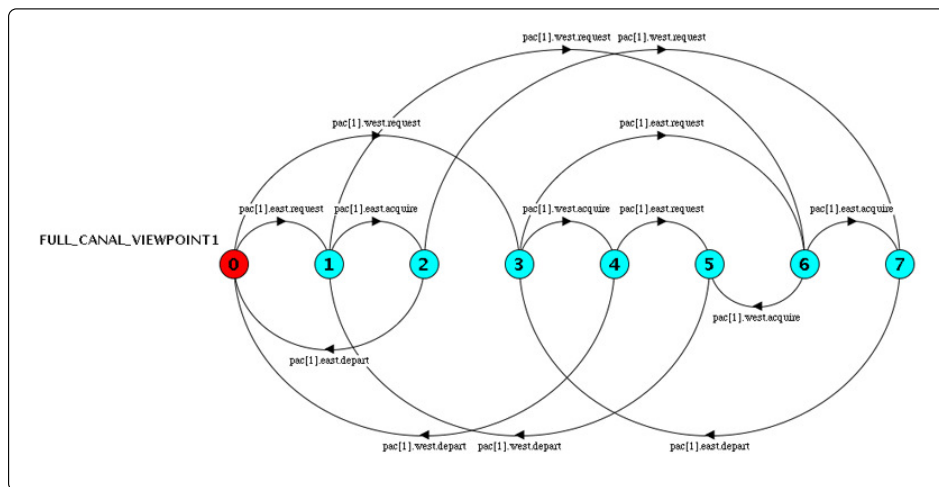 pac[1].west.request
pac[1].west.request
pac[1].west.request
pac[1].east.request
pac[1].east.request
pac[1].east.acquire
pac[1].west.acquire
pac[1].east.request
pac[1].east.acquire
FULL_CANAL_VIEWPOINT1
0
1
2
3
4
5
6
7
pac[1].west.acquire
pac[1].east.depart
pac[1].west.depart
pac[1].west.depart
pac[1].east.depart